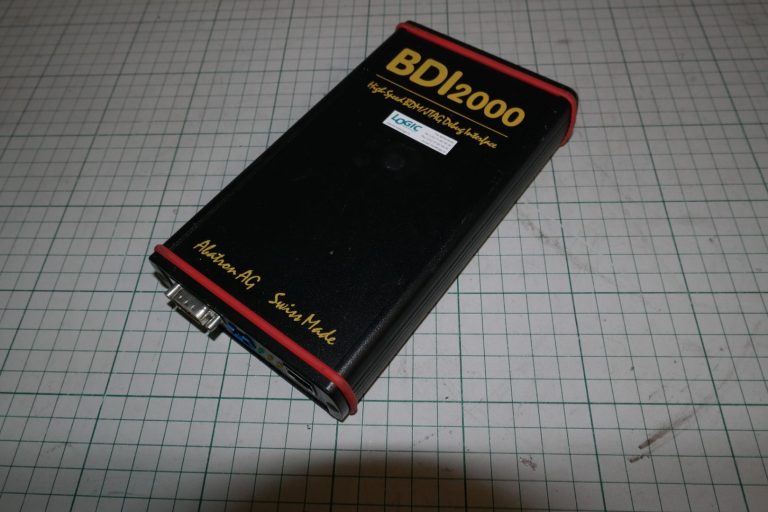 BDI2000
High-Speed BDM/JTAG Debug Interface
LOGIC
Abatron AG Swiss Made